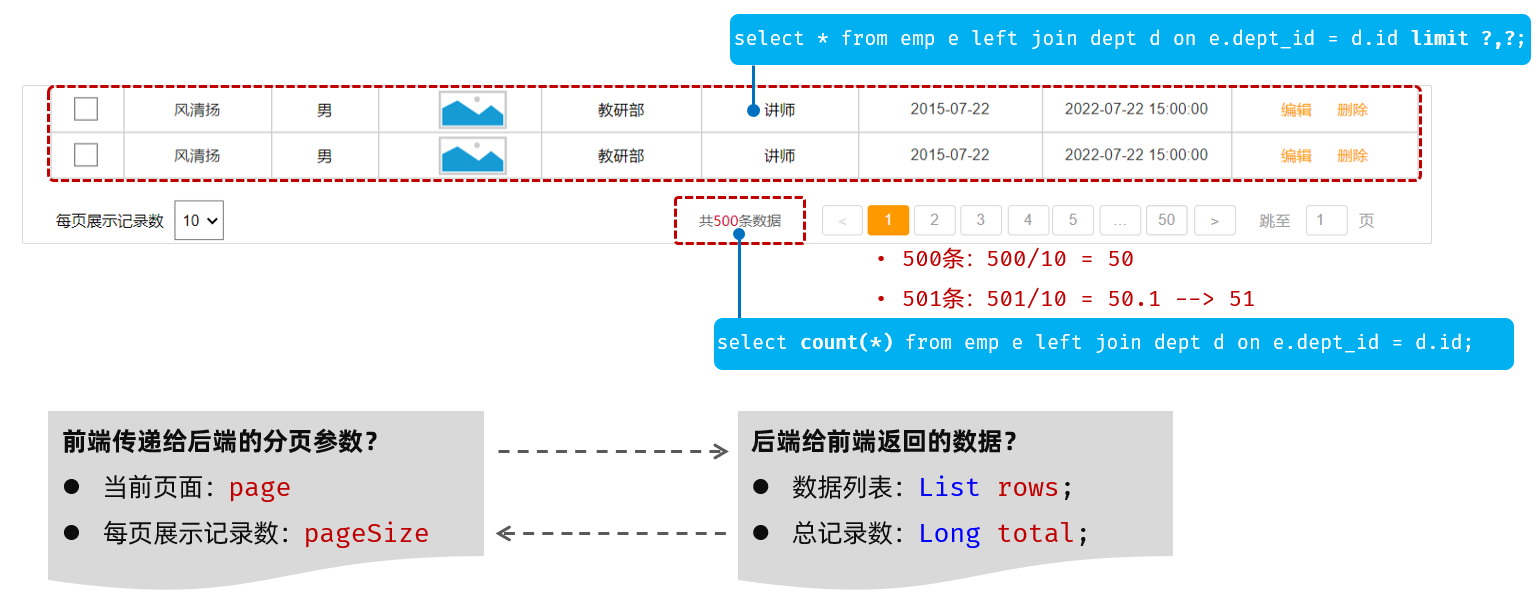 select * from emp e left join dept d on e.dept_id = d.id limit ?,?;
风清扬 男 教研部 讲师 2015-07-22 2022-07-22 15:00:00 编辑 删除
风清扬 男 教研部 讲师 2015-07-22 2022-07-22 15:00:00 编辑 删除
每页展示记录数 10 共500条数据 < 1 2 3 4 5 ... 50 > 跳至 1 页
• 500条：500/10 = 50
• 501条：501/10 = 50.1 --> 51
select count(*) from emp e left join dept d on e.dept_id = d.id;
前端传递给后端的分页参数？
● 当前页面：page
● 每页展示记录数：pageSize
后端给前端返回的数据？
● 数据列表：List rows;
● 总记录数：Long total;